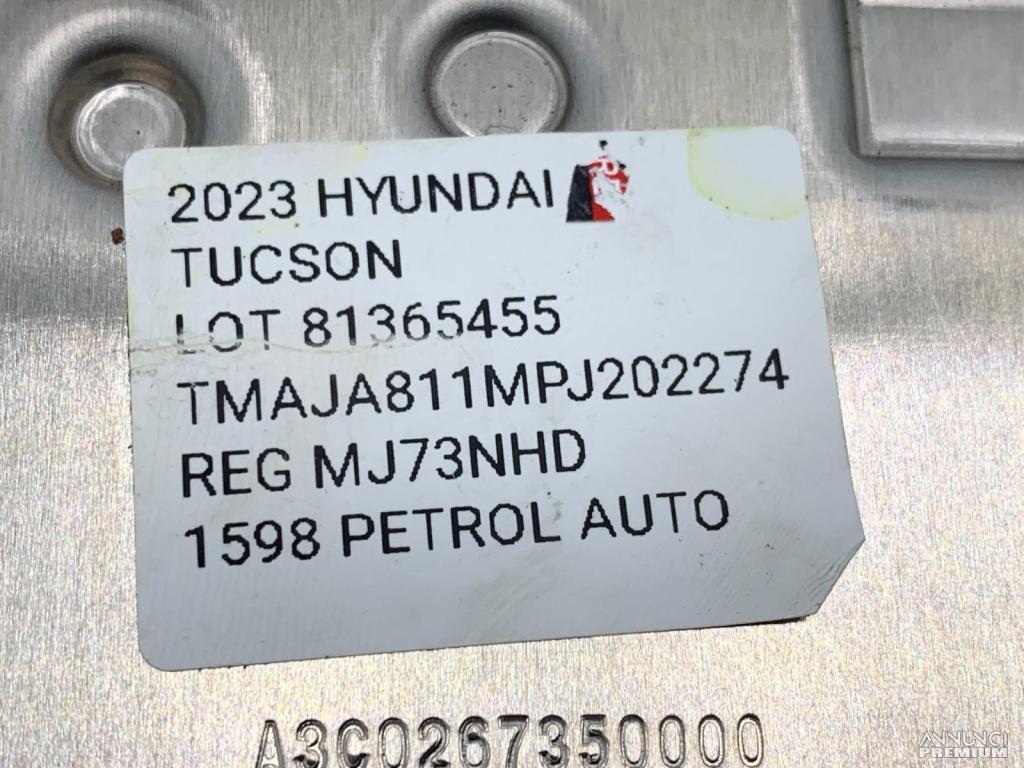 2023 HYUNDAI
TUCSON
LOT 81365455
TMAJA811MPJ202274
REG MJ73NHD
1598 PETROL AUTO
A3C0267350000
ANNUNCI
PREMIUM